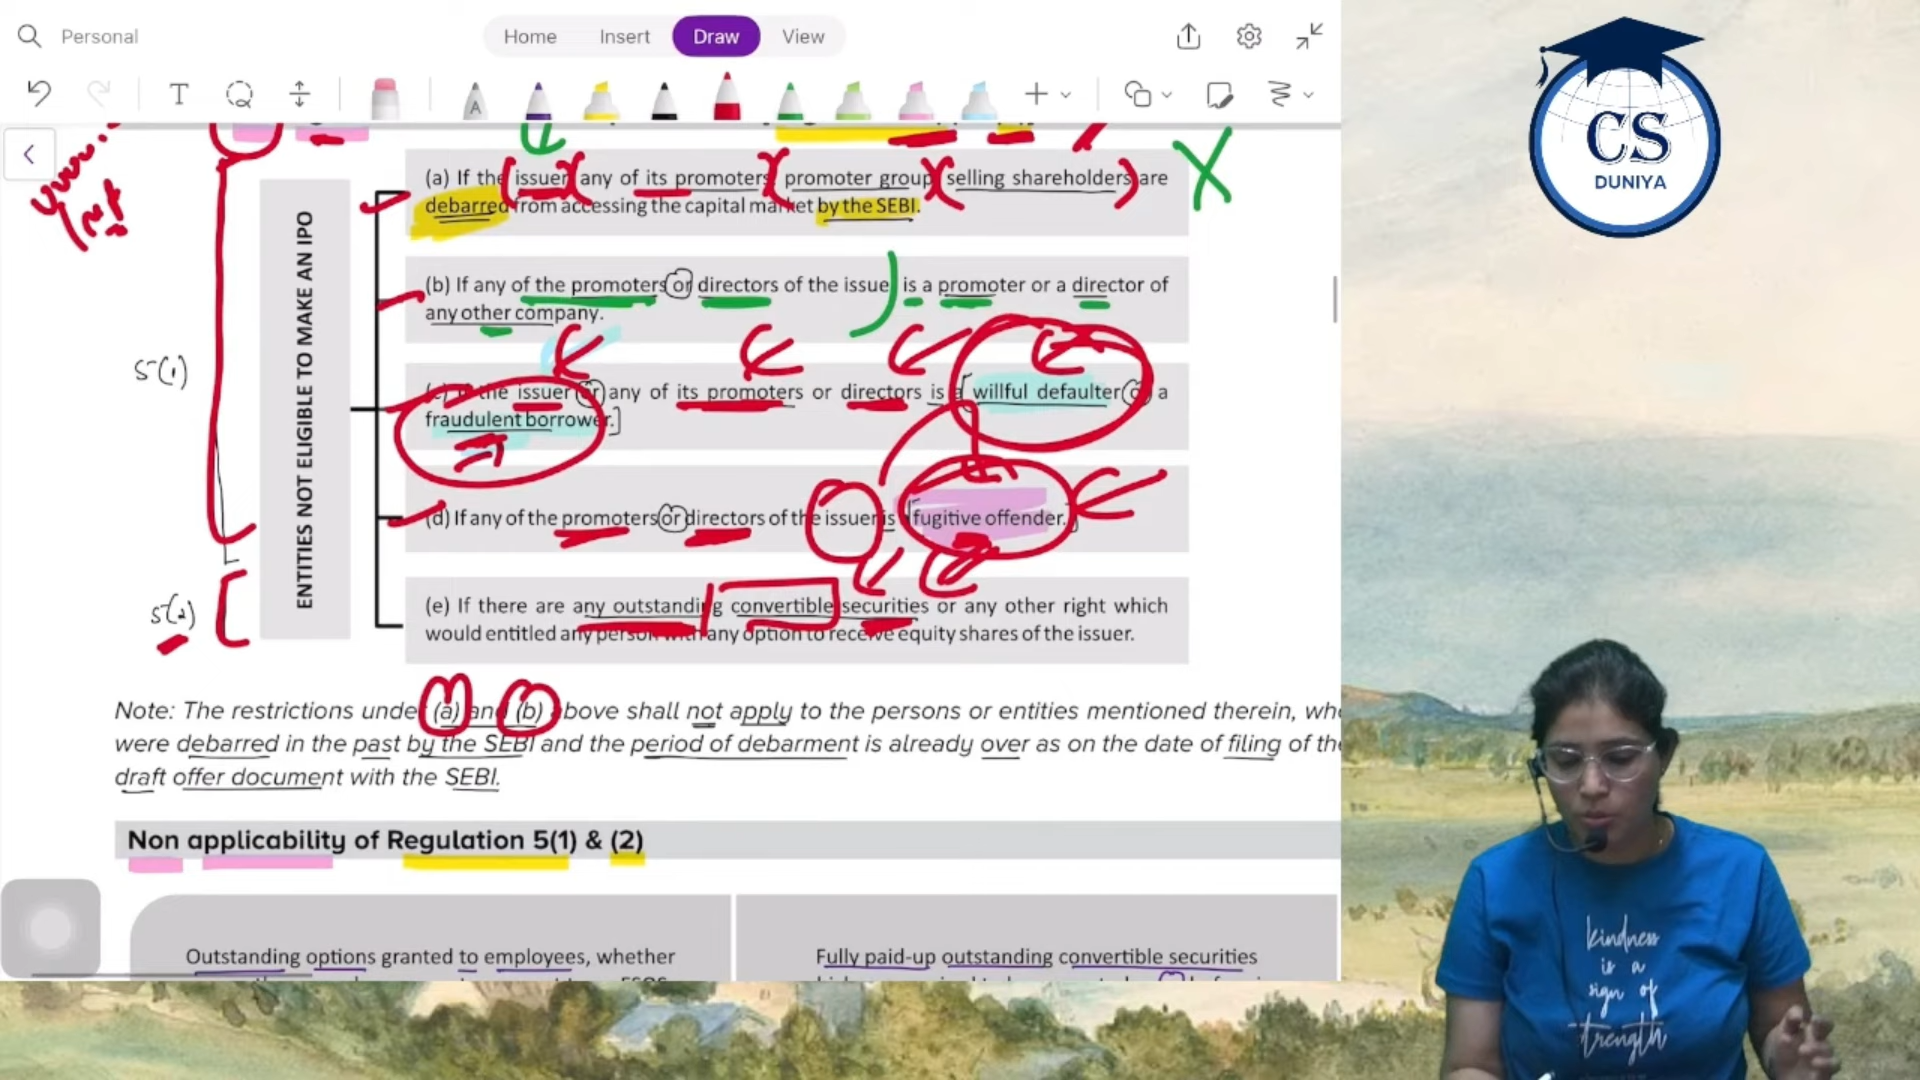 Personal
Home Insert Draw View
CS
DUNIYA
ENTITIES NOT ELIGIBLE TO MAKE AN IPO
(a) If the issuer any of its promoters promoter group selling shareholders are
debarred from accessing the capital market by the SEBI.
(b) If any of the promoters or directors of the issue is a promoter or a director of
any other company.
the issuer or any of its promoters or directors is a willful defaulter or a
fraudulent borrower.]
(d) If any of the promoters or directors of the issuer is fugitive offender.
(e) If there are any outstanding convertible securities or any other right which
would entitled any person with any option to receive equity shares of the issuer.
5(1)
5(2)
Note: The restrictions under (a) and (b) above shall not apply to the persons or entities mentioned therein, wh
were debarred in the past by the SEBI and the period of debarment is already over as on the date of filing of th
draft offer document with the SEBI.
Non applicability of Regulation 5(1) & (2)
Outstanding options granted to employees, whether
Fully paid-up outstanding convertible securities
kindness
is a
sign of
strength